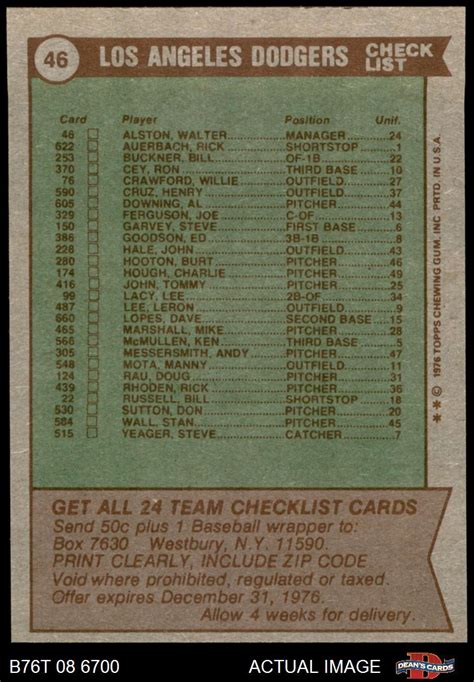 46 LOS ANGELES DODGERS CHECK LIST
Card Player Position Unif.
46 ALSTON, WALTER MANAGER 24
622 AUERBACH, RICK SHORTSTOP 1
253 BUCKNER, BILL OF-1B 22
370 CEY, RON THIRD BASE 10
76 CRAWFORD, WILLIE OUTFIELD 27
590 CRUZ, HENRY OUTFIELD 37
605 DOWNING, AL PITCHER 44
329 FERGUSON, JOE C-OF 13
150 GARVEY, STEVE FIRST BASE 6
386 GOODSON, ED 3B-1B 8
228 HALE, JOHN OUTFIELD 43
280 HOOTON, BURT PITCHER 46
174 HOUGH, CHARLIE PITCHER 49
416 JOHN, TOMMY PITCHER 25
99 LACY, LEE 2B-OF 34
487 LEE, LERON OUTFIELD 9
660 LOPES, DAVE SECOND BASE 15
465 MARSHALL, MIKE PITCHER 28
566 McMULLEN, KEN THIRD BASE 5
305 MESSERSMITH, ANDY PITCHER 47
548 MOTA, MANNY OUTFIELD 11
124 RAU, DOUG PITCHER 31
439 RHODEN, RICK PITCHER 36
22 RUSSELL, BILL SHORTSTOP 18
530 SUTTON, DON PITCHER 20
584 WALL, STAN PITCHER 45
515 YEAGER, STEVE CATCHER 7
* * © 1976 TOPPS CHEWING GUM, INC. PRTD. IN U.S.A.
GET ALL 24 TEAM CHECKLIST CARDS
Send 50c plus 1 Baseball wrapper to:
Box 7630 Westbury, N.Y. 11590.
PRINT CLEARLY, INCLUDE ZIP CODE
Void where prohibited, regulated or taxed.
Offer expires December 31, 1976.
Allow 4 weeks for delivery.
B76T 08 6700 ACTUAL IMAGE
D DEAN'S CARDS